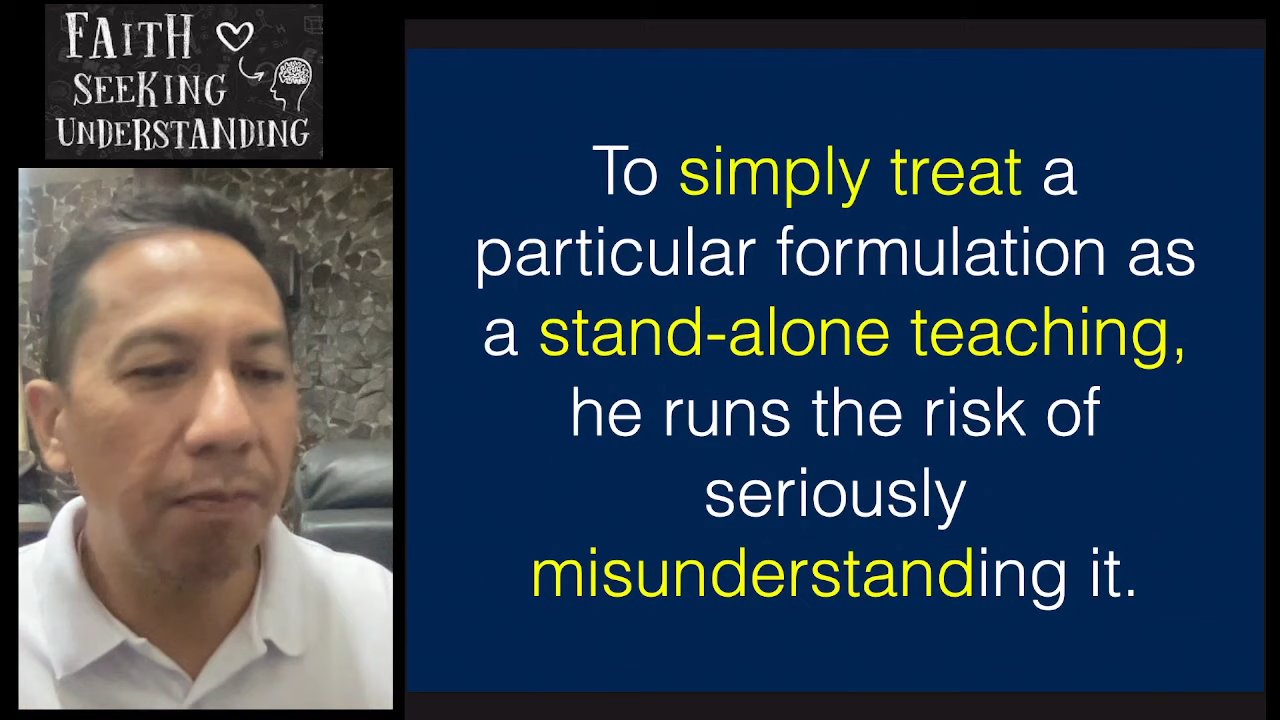 FAITH
SEEKING
UNDERSTANDING
To simply treat a
particular formulation as
a stand-alone teaching,
he runs the risk of
seriously
misunderstanding it.